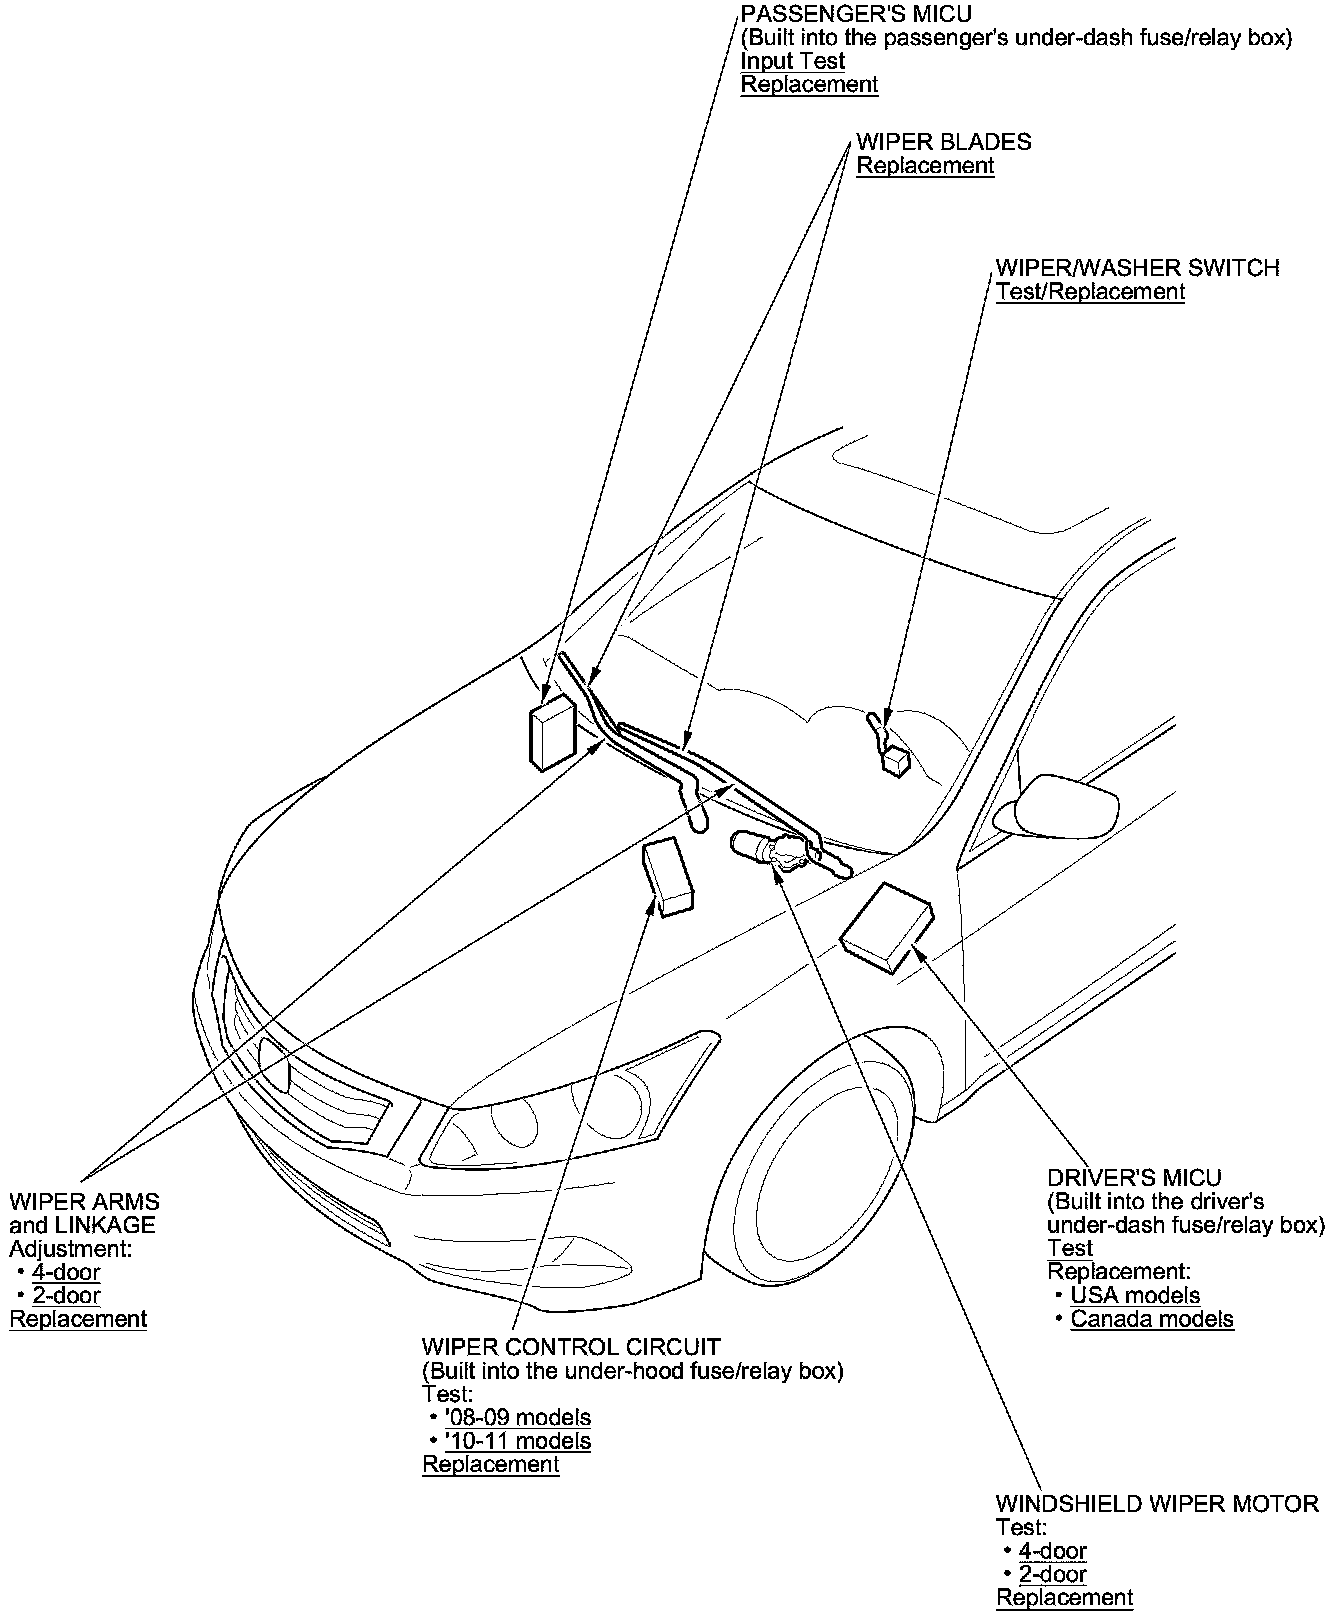 PASSENGER'S MICU
(Built into the passenger's under-dash fuse/relay box)
Input Test
Replacement
WIPER BLADES
Replacement
WIPER/WASHER SWITCH
Test/Replacement
WIPER ARMS
and LINKAGE
Adjustment:
• 4-door
• 2-door
Replacement
DRIVER'S MICU
(Built into the driver's
under-dash fuse/relay box)
Test
Replacement:
• USA models
• Canada models
WIPER CONTROL CIRCUIT
(Built into the under-hood fuse/relay box)
Test:
• '08-09 models
• '10-11 models
Replacement
WINDSHIELD WIPER MOTOR
Test:
• 4-door
• 2-door
Replacement